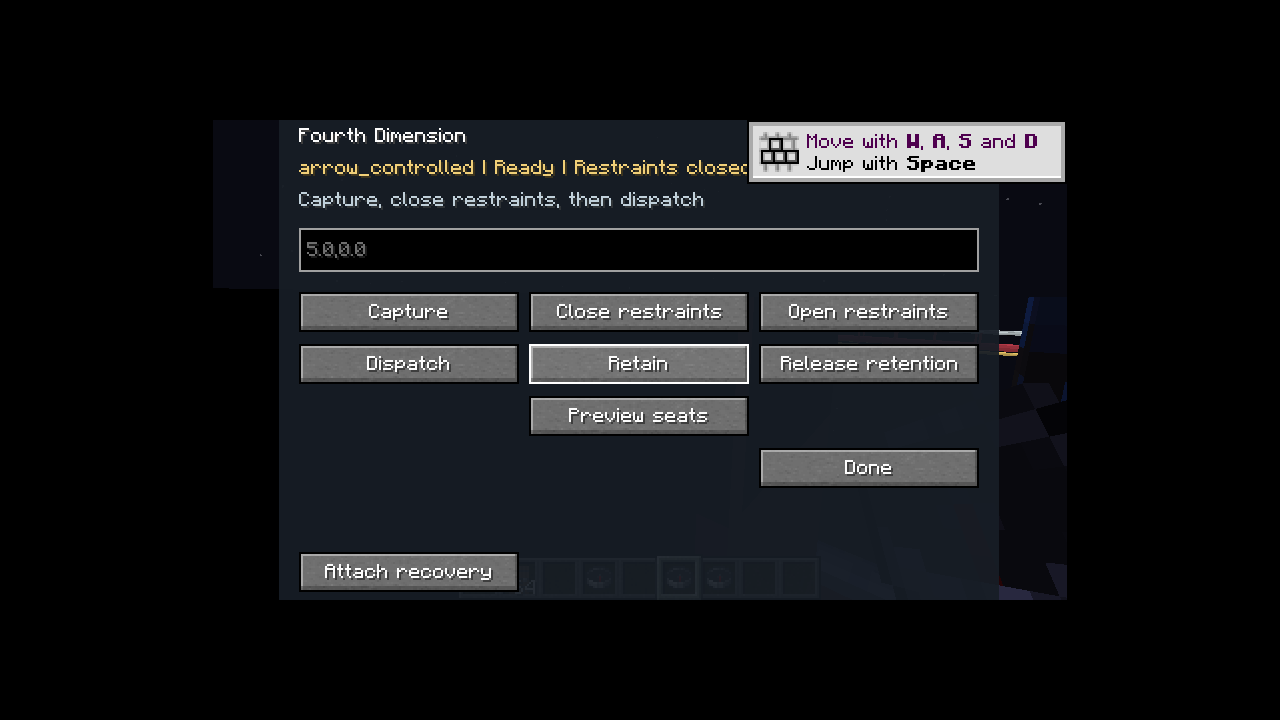 Fourth Dimension
arrow_controlled | Ready | Restraints closed
Move with W, A, S and D
Jump with Space
Capture, close restraints, then dispatch
5.0,0.0
Capture Close restraints Open restraints
Dispatch Retain Release retention
Preview seats
Done
Attach recovery
64